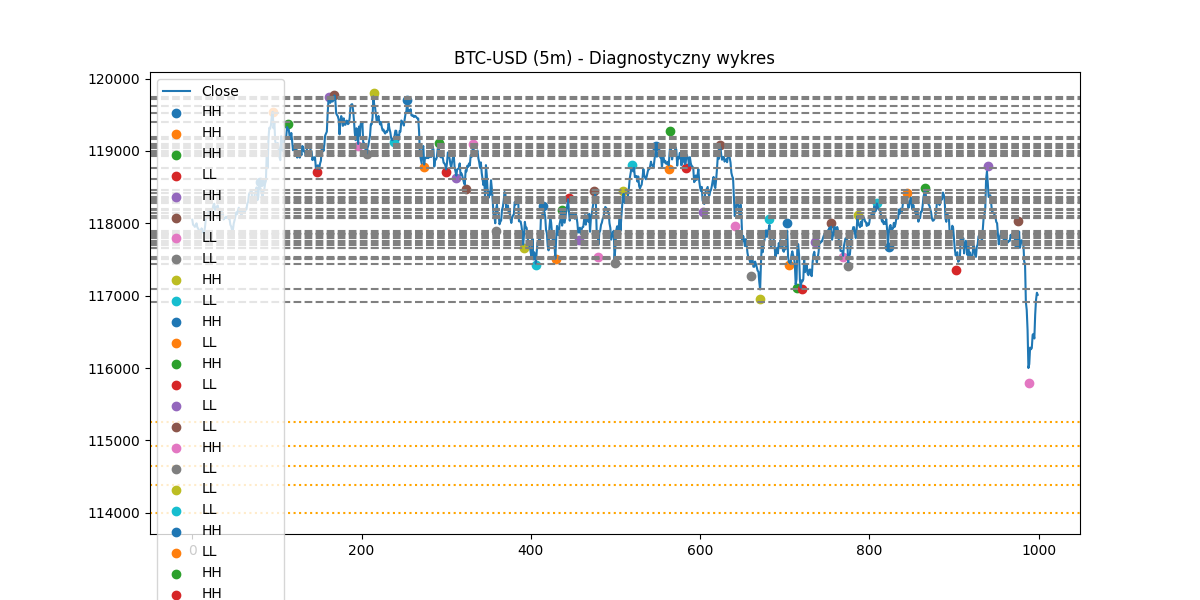 BTC-USD (5m) - Diagnostyczny wykres
120000
119000
118000
117000
116000
115000
114000
0
200
400
600
800
1000
Close
HH
HH
HH
LL
HH
HH
LL
LL
HH
LL
HH
LL
HH
LL
LL
LL
HH
LL
LL
LL
HH
LL
HH
HH